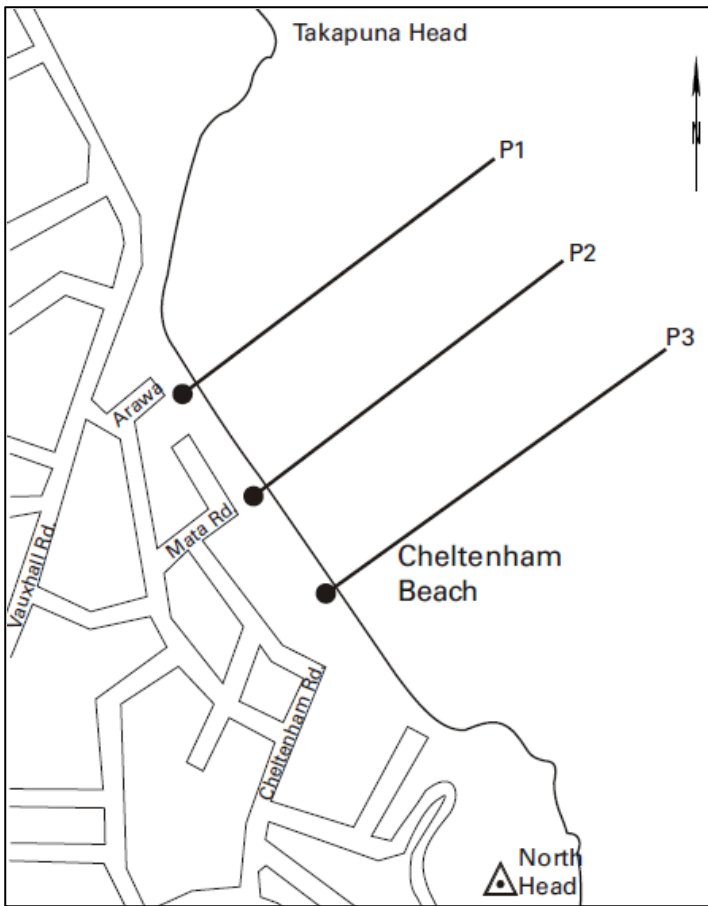 Takapuna Head
N
P1
P2
P3
Arawa
Mata Rd.
Vauxhall Rd.
Cheltenham
Beach
Cheltenham Rd.
North
Head